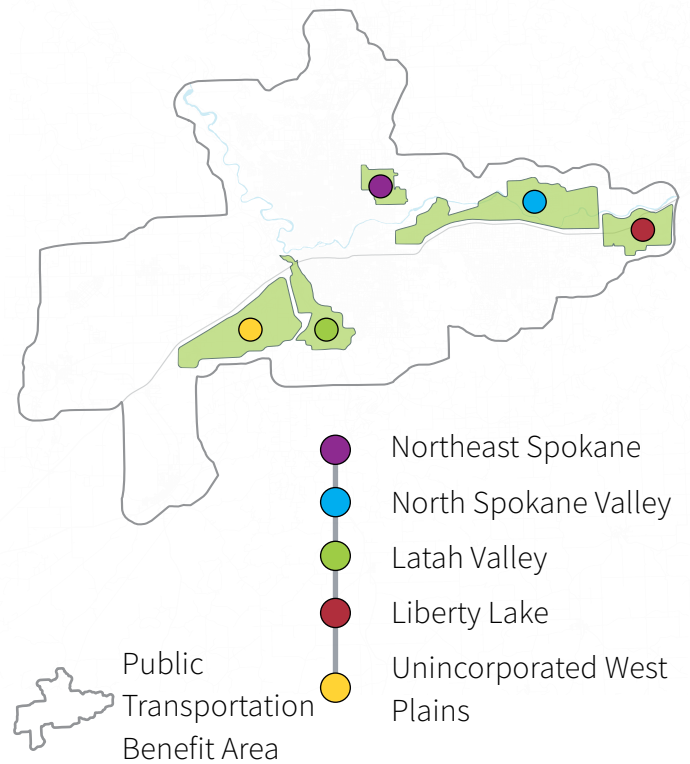 Northeast Spokane
North Spokane Valley
Latah Valley
Liberty Lake
Unincorporated West
Plains
Public
Transportation
Benefit Area